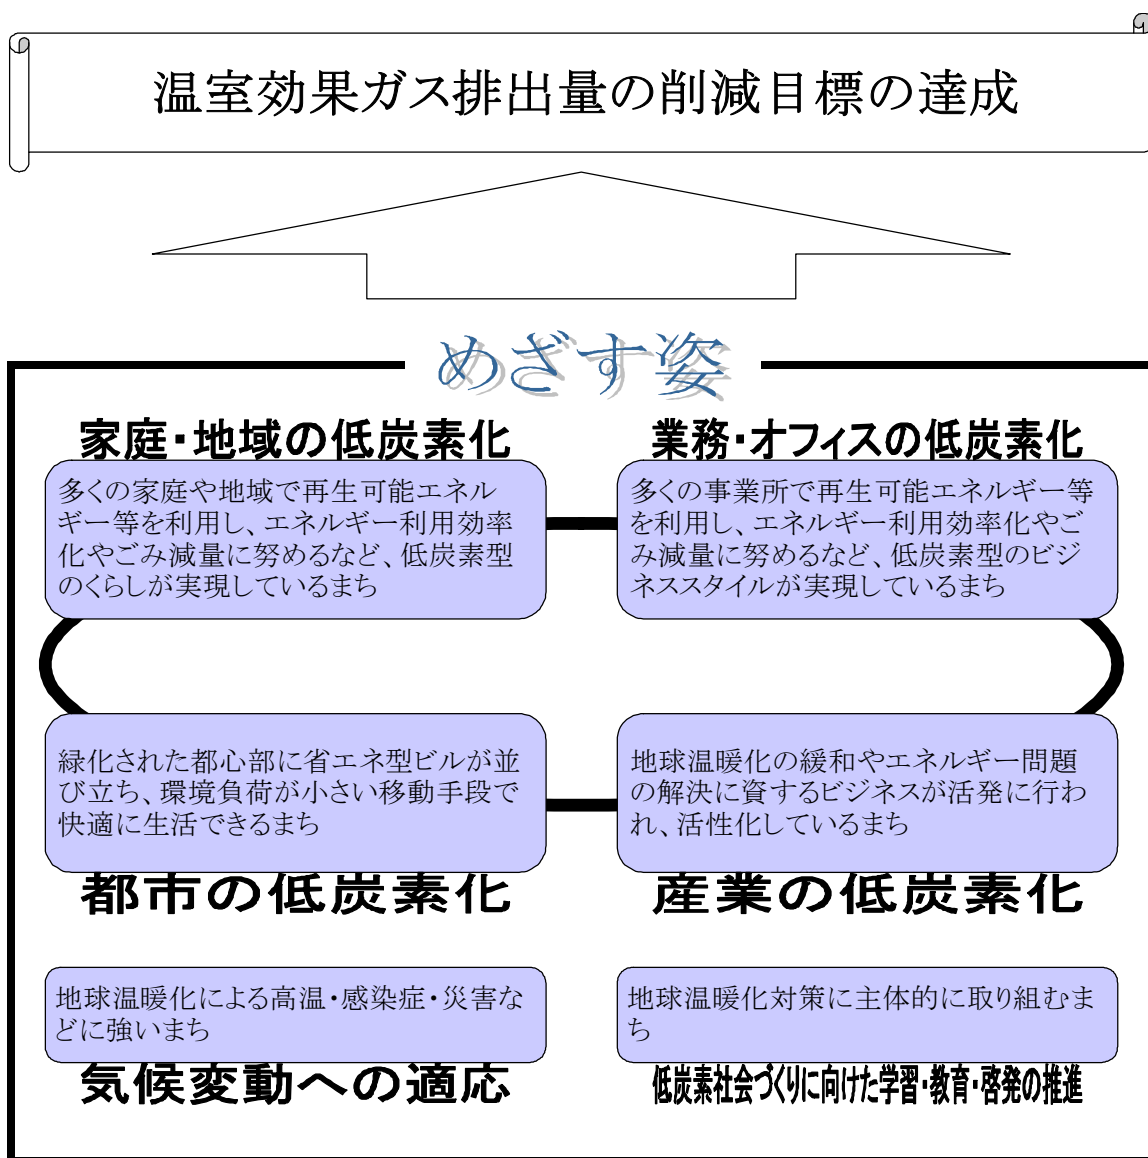 温室効果ガス排出量の削減目標の達成
めざす姿
家庭・地域の低炭素化
多くの家庭や地域で再生可能エネル
ギー等を利用し、エネルギー利用効率
化やごみ減量に努めるなど、低炭素型
のくらしが実現しているまち
業務・オフィスの低炭素化
多くの事業所で再生可能エネルギー等
を利用し、エネルギー利用効率化やご
み減量に努めるなど、低炭素型のビジ
ネススタイルが実現しているまち
緑化された都心部に省エネ型ビルが並
び立ち、環境負荷が小さい移動手段で
快適に生活できるまち
都市の低炭素化
地球温暖化の緩和やエネルギー問題
の解決に資するビジネスが活発に行わ
れ、活性化しているまち
産業の低炭素化
地球温暖化による高温・感染症・災害な
どに強いまち
気候変動への適応
地球温暖化対策に主体的に取り組むま
ち
低炭素社会づくりに向けた学習・教育・啓発の推進